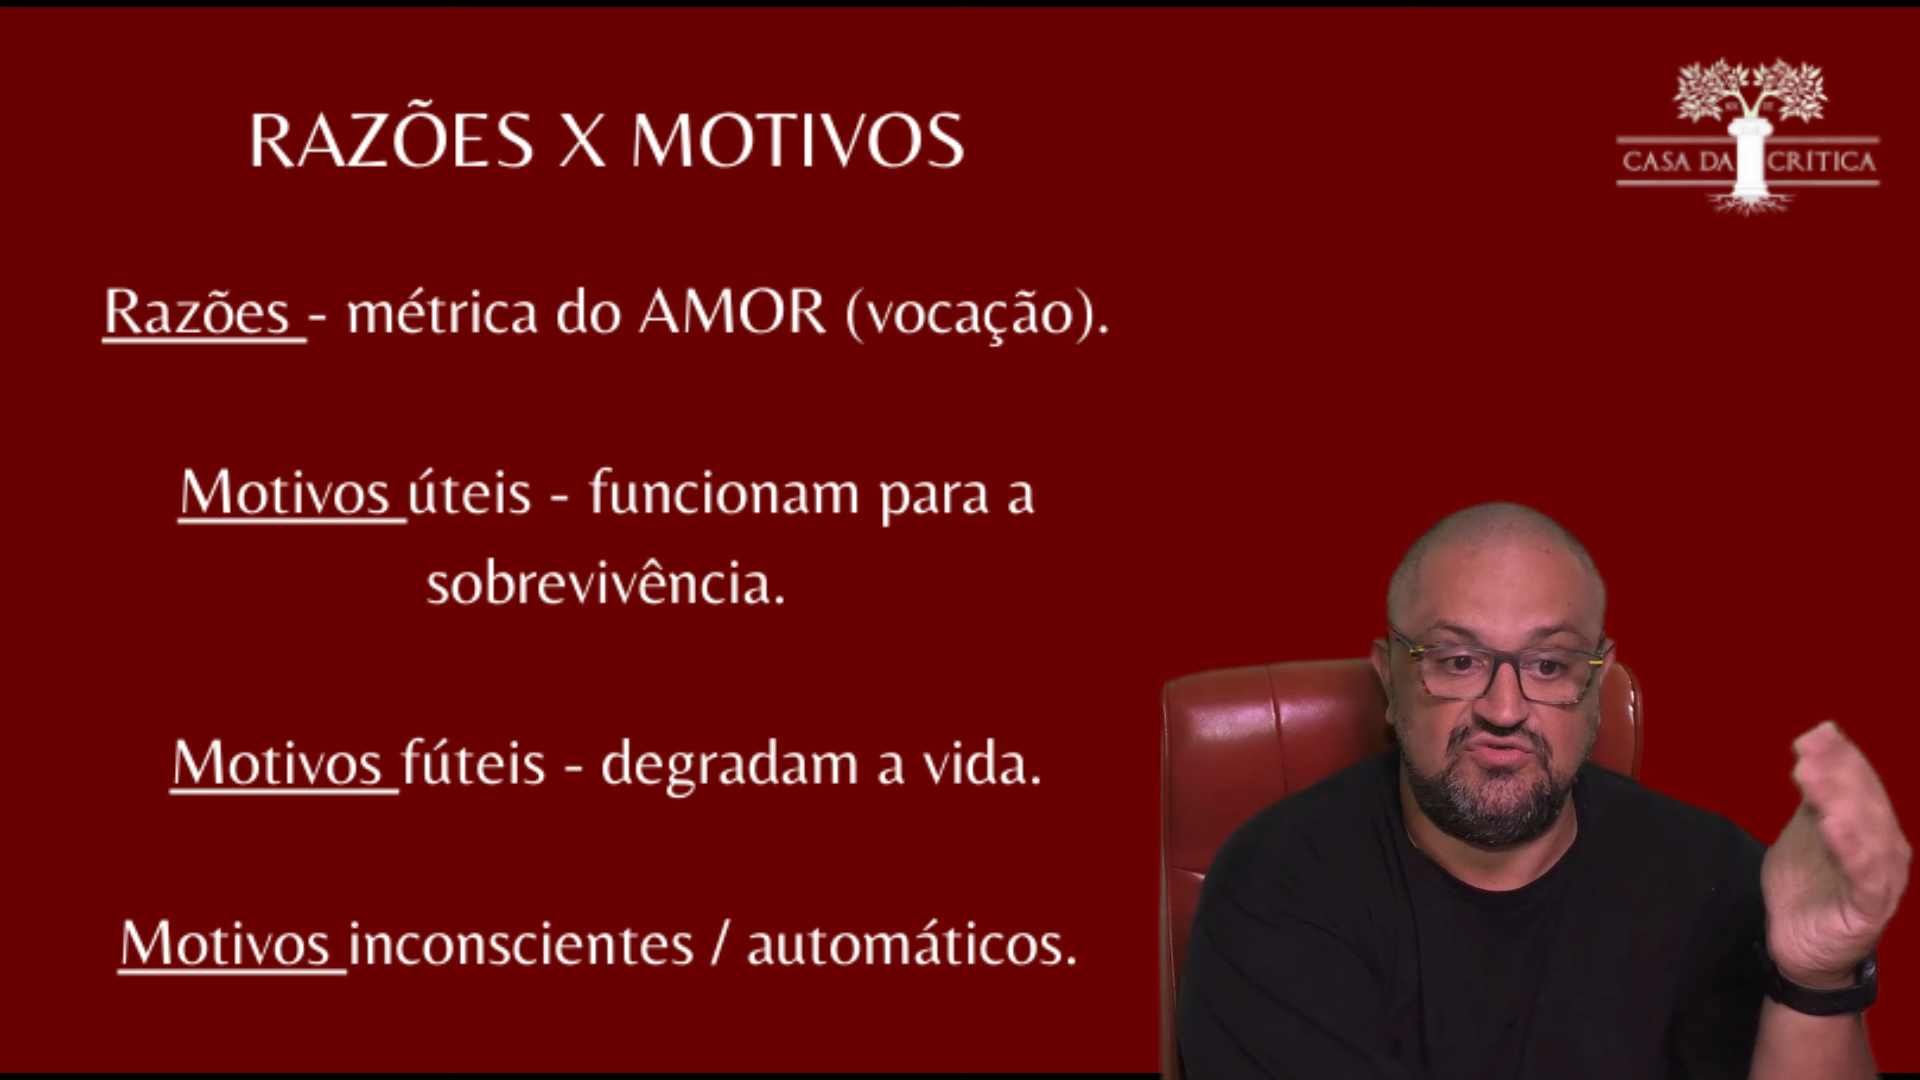 RAZÕES X MOTIVOS
CASA DA CRÍTICA
Razões - métrica do AMOR (vocação).
Motivos úteis - funcionam para a
sobrevivência.
Motivos fúteis - degradam a vida.
Motivos inconscientes / automáticos.